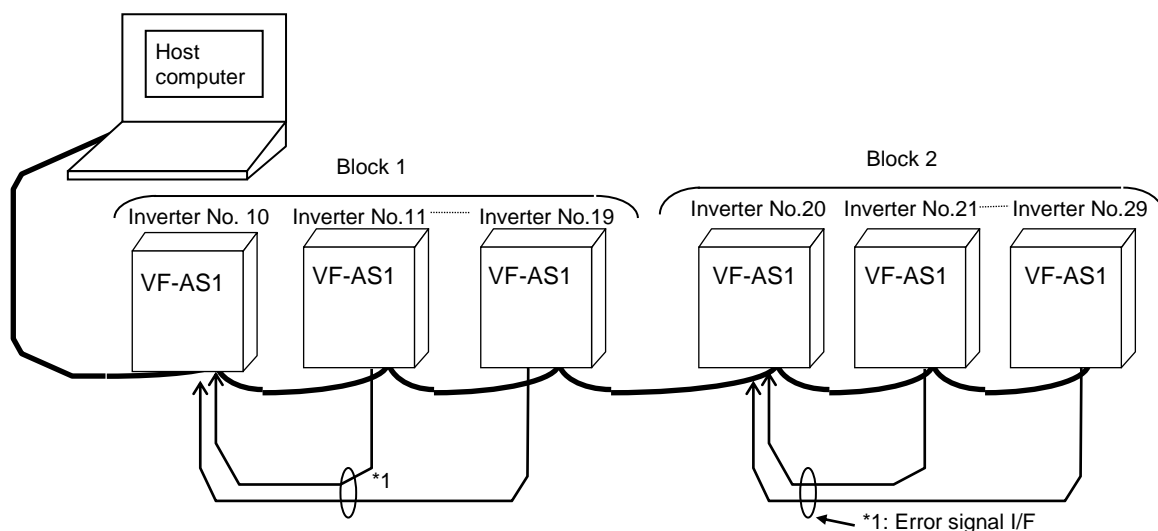 Host
computer
Block 1
Block 2
Inverter No. 10
Inverter No.11
Inverter No.19
Inverter No.20
Inverter No.21
Inverter No.29
VF-AS1
VF-AS1
VF-AS1
VF-AS1
VF-AS1
VF-AS1
*1
*1: Error signal I/F